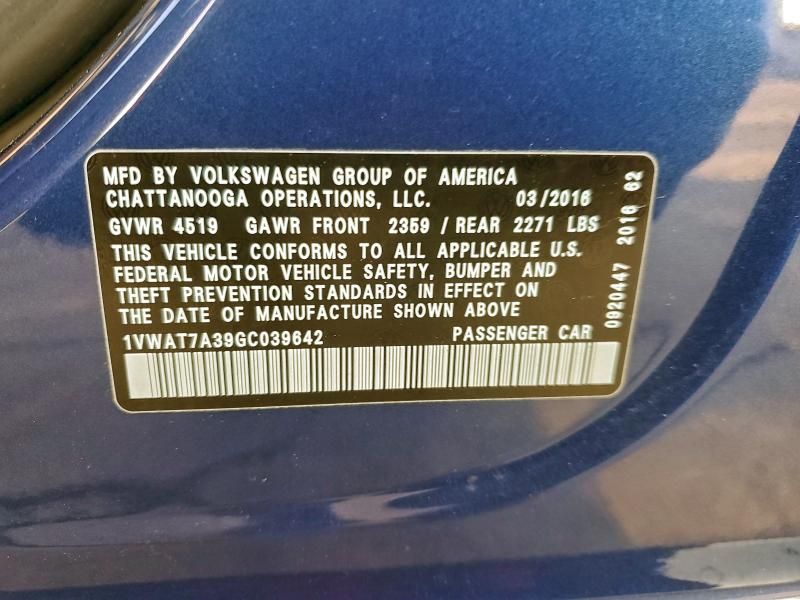 MFD BY VOLKSWAGEN GROUP OF AMERICA
CHATTANOOGA OPERATIONS, LLC. 03/2016
GVWR 4519 GAWR FRONT 2359 / REAR 2271 LBS
THIS VEHICLE CONFORMS TO ALL APPLICABLE U.S.
FEDERAL MOTOR VEHICLE SAFETY, BUMPER AND
THEFT PREVENTION STANDARDS IN EFFECT ON
THE DATE OF MANUFACTURE SHOWN ABOVE
1VWAT7A39GC039642 PASSENGER CAR
0920447 2016 62